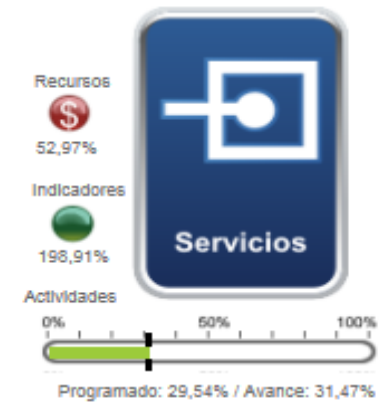 Recursos
$
52,97%
Indicadores
198,91%
Servicios
Actividades
0% 50% 100%
Programado: 29,54% / Avance: 31,47%